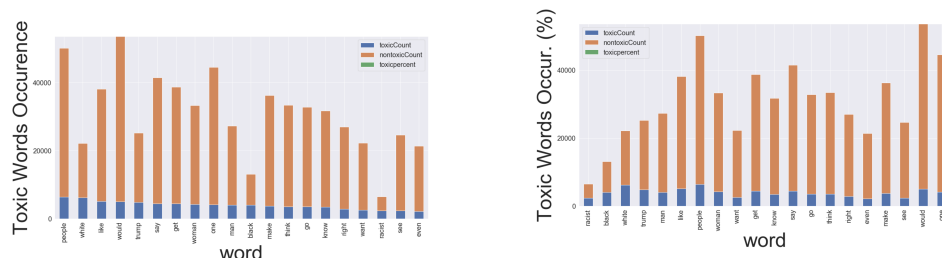 Toxic Words Occurence
40000
20000
0
toxicCount
nontoxicCount
toxicpercent
people
white
like
would
trump
say
get
woman
one
man
black
make
think
go
know
right
want
racist
see
even
word
Toxic Words Occur. (%)
40000
20000
0
toxicCount
nontoxicCount
toxicpercent
racist
black
white
trump
man
like
people
woman
want
get
know
say
go
think
right
even
make
see
would
one
word